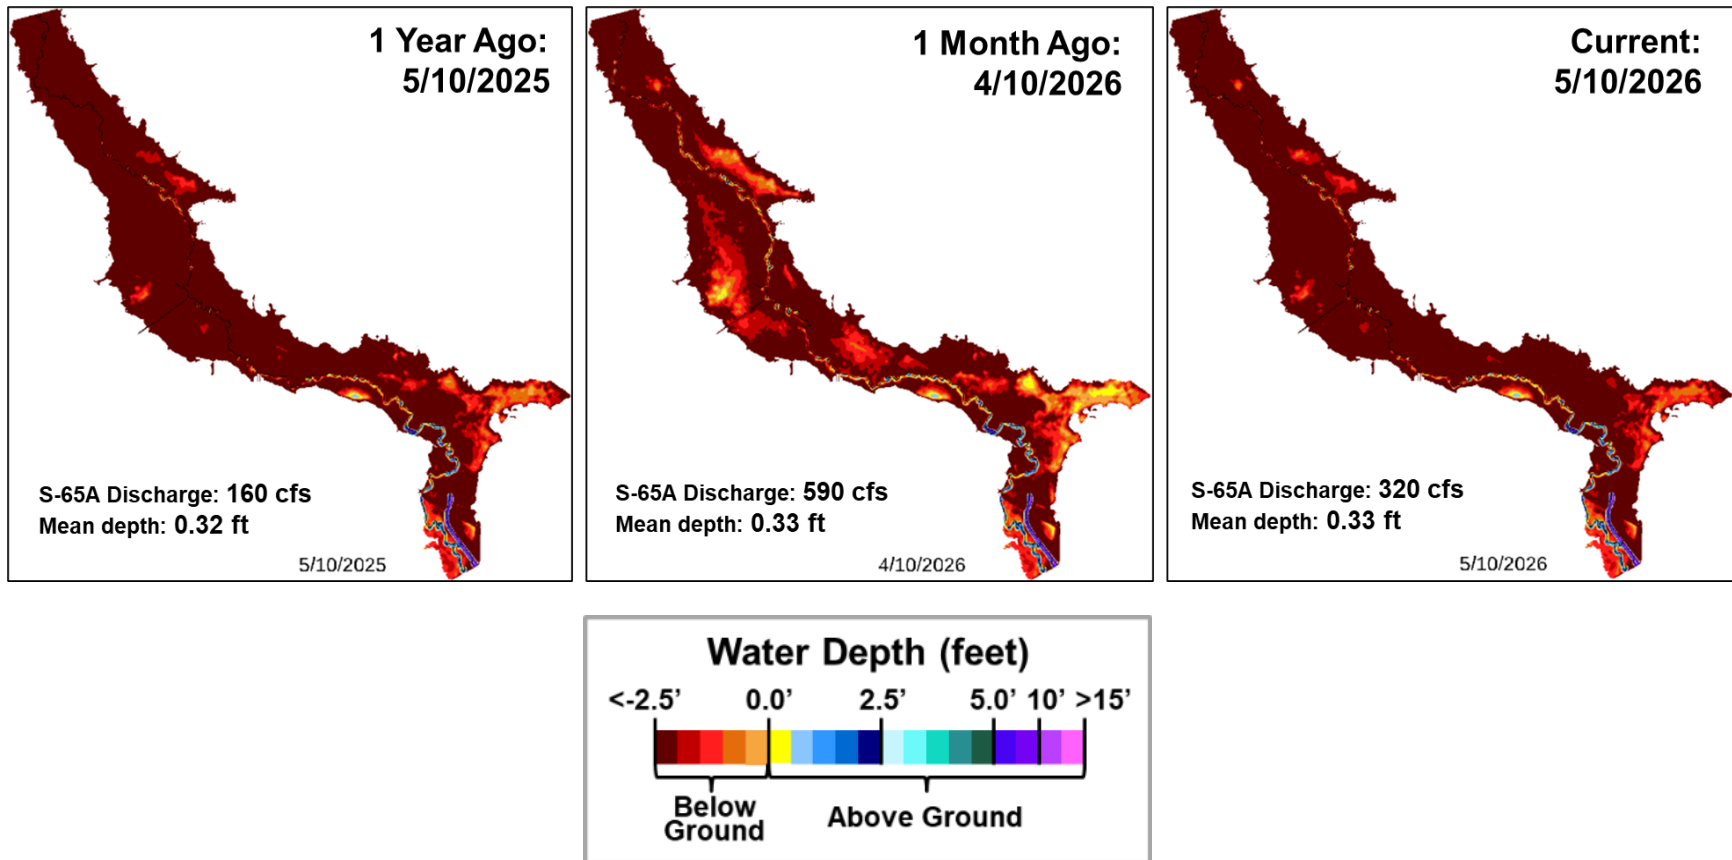 1 Year Ago:
5/10/2025
S-65A Discharge: 160 cfs
Mean depth: 0.32 ft
5/10/2025
1 Month Ago:
4/10/2026
S-65A Discharge: 590 cfs
Mean depth: 0.33 ft
4/10/2026
Current:
5/10/2026
S-65A Discharge: 320 cfs
Mean depth: 0.33 ft
5/10/2026
Water Depth (feet)
<-2.5’ 0.0’ 2.5’ 5.0’ 10’ >15’
Below
Ground
Above Ground